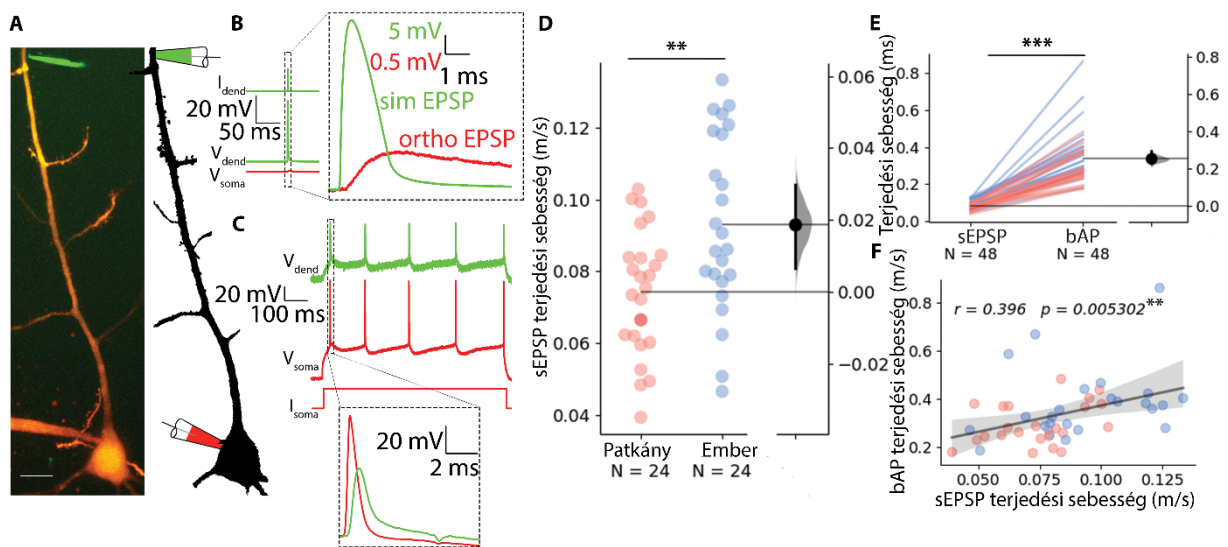 A
B
I dend
20 mV
50 ms
V dend
V soma
5 mV
0.5 mV
1 ms
sim EPSP
ortho EPSP
C
V dend
20 mV
100 ms
V soma
I soma
20 mV
2 ms
D
**
sEPSP terjedési sebesség (m/s)
0.12
0.10
0.08
0.06
0.04
Patkány
N = 24
Ember
N = 24
0.06
0.04
0.02
0.00
−0.02
E
***
Terjedési sebesség (ms)
0.8
0.6
0.4
0.2
0.0
sEPSP
N = 48
bAP
N = 48
0.8
0.6
0.4
0.2
0.0
F
bAP terjedési sebesség (m/s)
r = 0.396 p = 0.005302**
0.8
0.6
0.4
0.2
0.050
0.075
0.100
0.125
sEPSP terjedési sebesség (m/s)